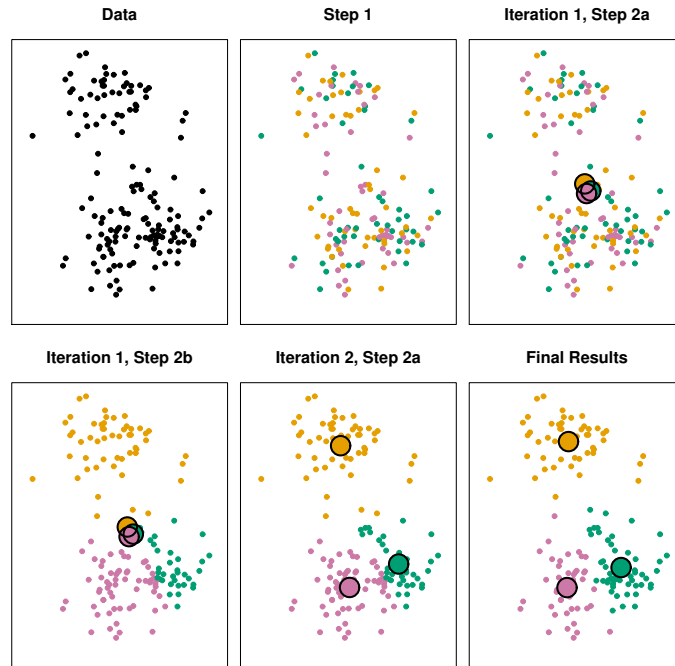 Data
Step 1
Iteration 1, Step 2a
Iteration 1, Step 2b
Iteration 2, Step 2a
Final Results